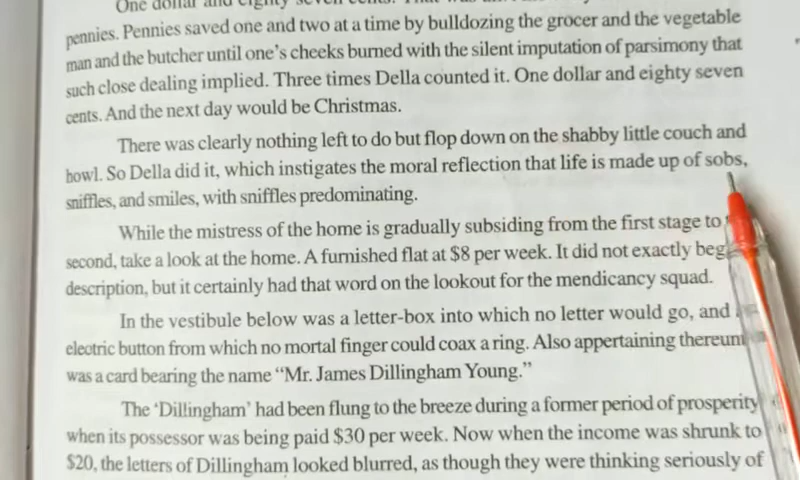 One dollar and eighty seven cents. That was
pennies. Pennies saved one and two at a time by bulldozing the grocer and the vegetable
man and the butcher until one's cheeks burned with the silent imputation of parsimony that
such close dealing implied. Three times Della counted it. One dollar and eighty seven
cents. And the next day would be Christmas.
There was clearly nothing left to do but flop down on the shabby little couch and
howl. So Della did it, which instigates the moral reflection that life is made up of sobs,
sniffles, and smiles, with sniffles predominating.
While the mistress of the home is gradually subsiding from the first stage to
second, take a look at the home. A furnished flat at $8 per week. It did not exactly beg
description, but it certainly had that word on the lookout for the mendicancy squad.
In the vestibule below was a letter-box into which no letter would go, and
electric button from which no mortal finger could coax a ring. Also appertaining
was a card bearing the name “Mr. James Dillingham Young.”
The ‘Dillingham’ had been flung to the breeze during a former period of prosperity
when its possessor was being paid $30 per week. Now when the income was shrunk to
$20, the letters of Dillingham looked blurred, as though they were thinking seriously of